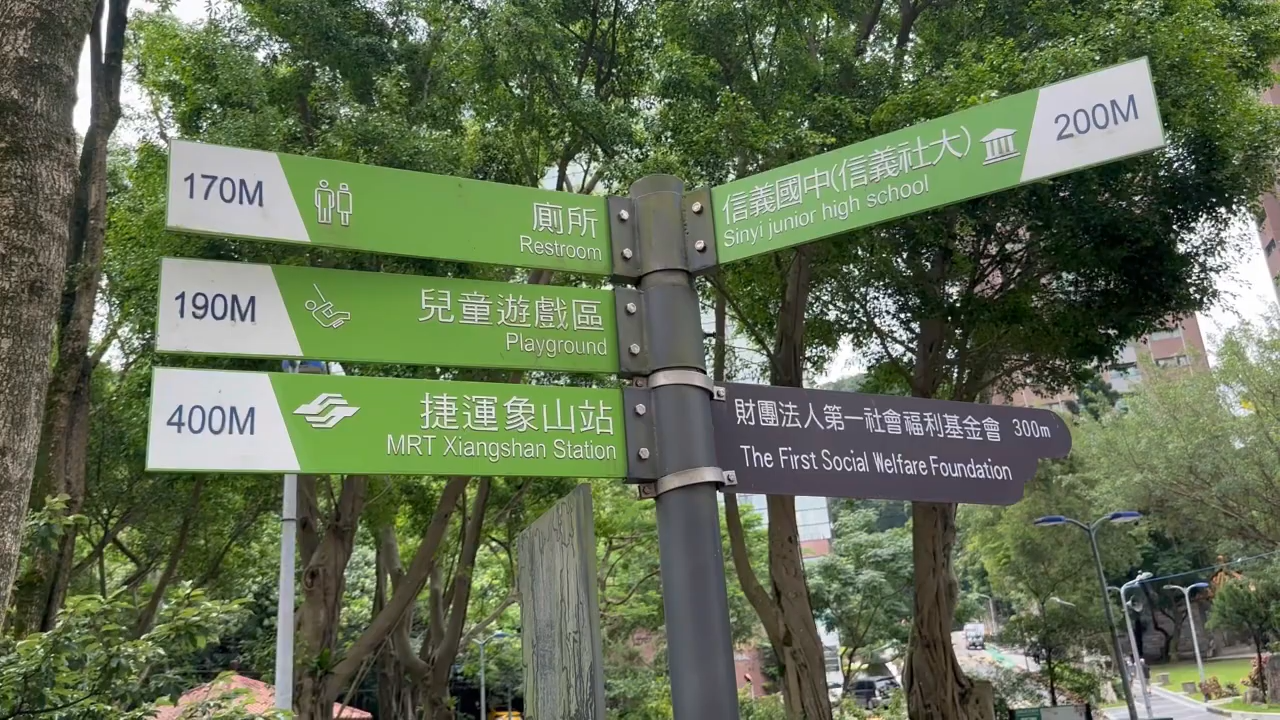 170M
廁所
Restroom
190M
兒童遊戲區
Playground
400M
捷運象山站
MRT Xiangshan Station
信義國中(信義社大)
Sinyi junior high school
200M
財團法人第一社會福利基金會 300m
The First Social Welfare Foundation